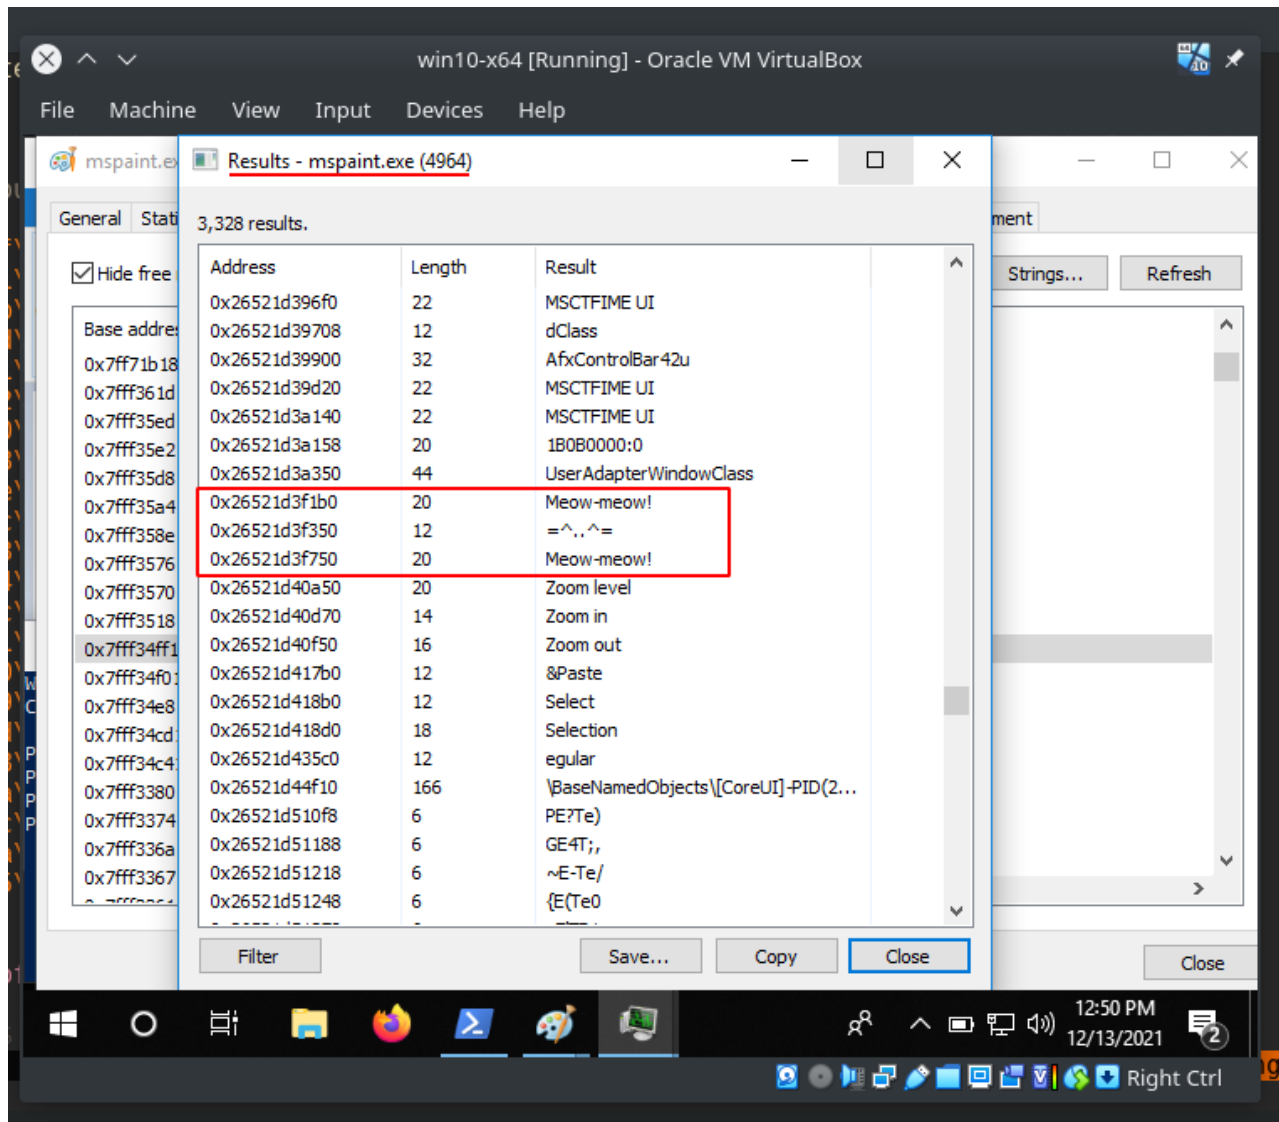 win10-x64 [Running] - Oracle VM VirtualBox
File Machine View Input Devices Help
mspaint.ex
Results - mspaint.exe (4964)
General Stati
ment
3,328 results.
Hide free
Strings... Refresh
Address Length Result
Base addres
0x26521d396f0 22 MSCTFIME UI
0x26521d39708 12 dClass
0x26521d39900 32 AfxControlBar42u
0x26521d39d20 22 MSCTFIME UI
0x26521d3a140 22 MSCTFIME UI
0x26521d3a158 20 1B0B0000:0
0x26521d3a350 44 UserAdapterWindowClass
0x26521d3f1b0 20 Meow-meow!
0x26521d3f350 12 =^..^=
0x26521d3f750 20 Meow-meow!
0x26521d40a50 20 Zoom level
0x26521d40d70 14 Zoom in
0x26521d40f50 16 Zoom out
0x26521d417b0 12 &Paste
0x26521d418b0 12 Select
0x26521d418d0 18 Selection
0x26521d435c0 12 egular
0x26521d44f10 166 \BaseNamedObjects\[CoreUI]-PID(2...
0x26521d510f8 6 PE?Te)
0x26521d51188 6 GE4T;,
0x26521d51218 6 ~E-Te/
0x26521d51248 6 {E(Te0
0x7ff71b18
0x7fff361d
0x7fff35ed
0x7fff35e2
0x7fff35d8
0x7fff35a4
0x7fff358e
0x7fff3576
0x7fff3570
0x7fff3518
0x7fff34ff1
0x7fff34f01
0x7fff34e8
0x7fff34cd
0x7fff34c4
0x7fff3380
0x7fff3374
0x7fff336a
0x7fff3367
Filter Save... Copy Close
Close
12:50 PM
12/13/2021
2
Right Ctrl